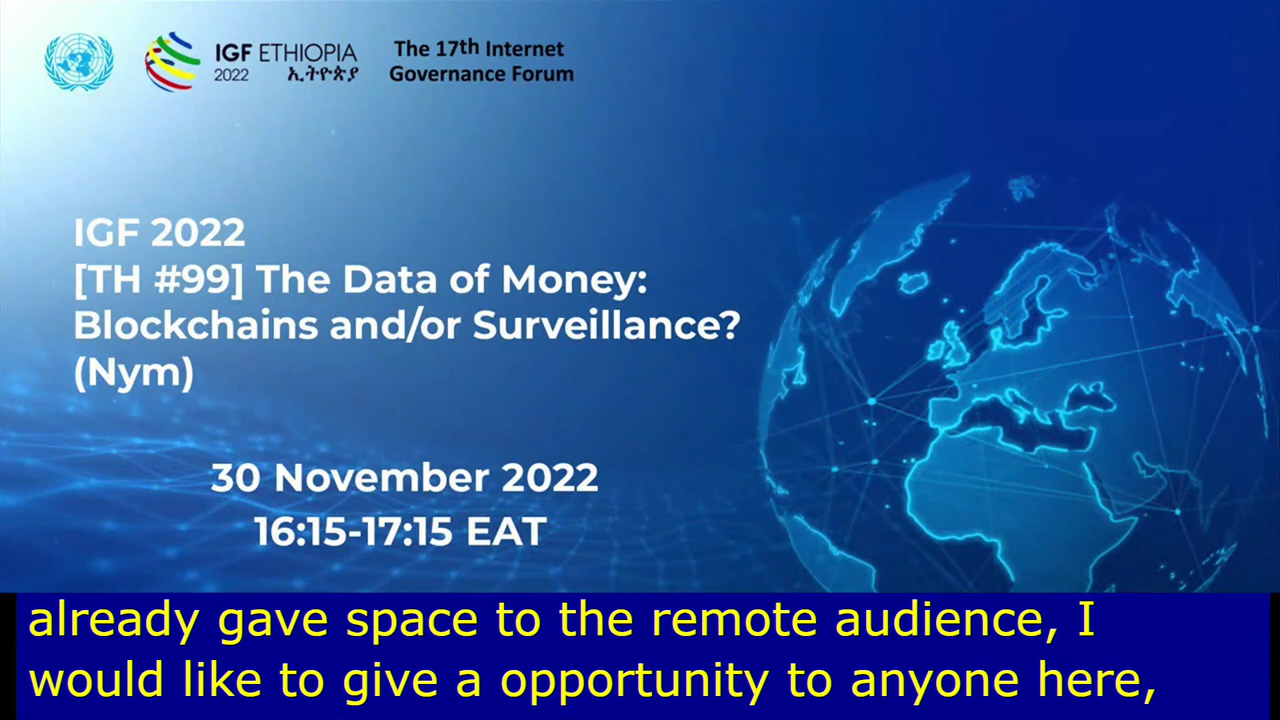 IGF ETHIOPIA
2022 ኢትዮጵያ
The 17th Internet
Governance Forum
IGF 2022
[TH #99] The Data of Money:
Blockchains and/or Surveillance?
(Nym)
30 November 2022
16:15-17:15 EAT
already gave space to the remote audience, I
would like to give a opportunity to anyone here,